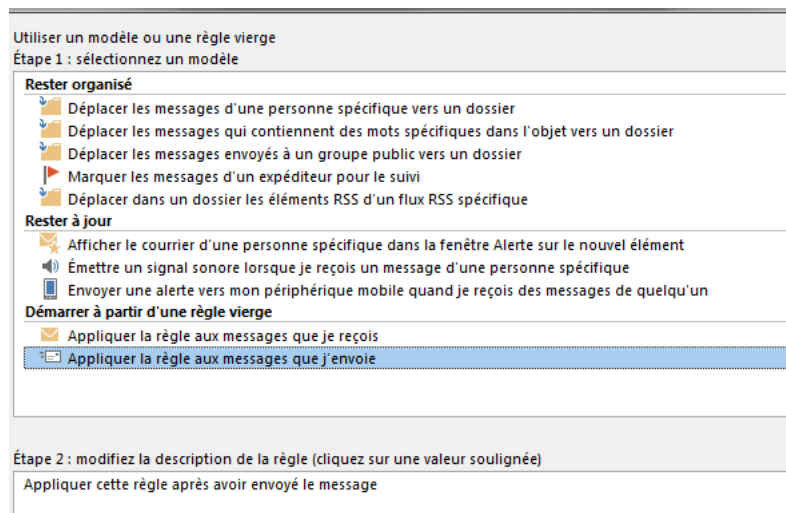 Utiliser un modèle ou une règle vierge
Étape 1 : sélectionnez un modèle
Rester organisé
Déplacer les messages d'une personne spécifique vers un dossier
Déplacer les messages qui contiennent des mots spécifiques dans l'objet vers un dossier
Déplacer les messages envoyés à un groupe public vers un dossier
Marquer les messages d'un expéditeur pour le suivi
Déplacer dans un dossier les éléments RSS d'un flux RSS spécifique
Rester à jour
Afficher le courrier d'une personne spécifique dans la fenêtre Alerte sur le nouvel élément
Émettre un signal sonore lorsque je reçois un message d'une personne spécifique
Envoyer une alerte vers mon périphérique mobile quand je reçois des messages de quelqu'un
Démarrer à partir d'une règle vierge
Appliquer la règle aux messages que je reçois
Appliquer la règle aux messages que j'envoie
Étape 2 : modifiez la description de la règle (cliquez sur une valeur soulignée)
Appliquer cette règle après avoir envoyé le message